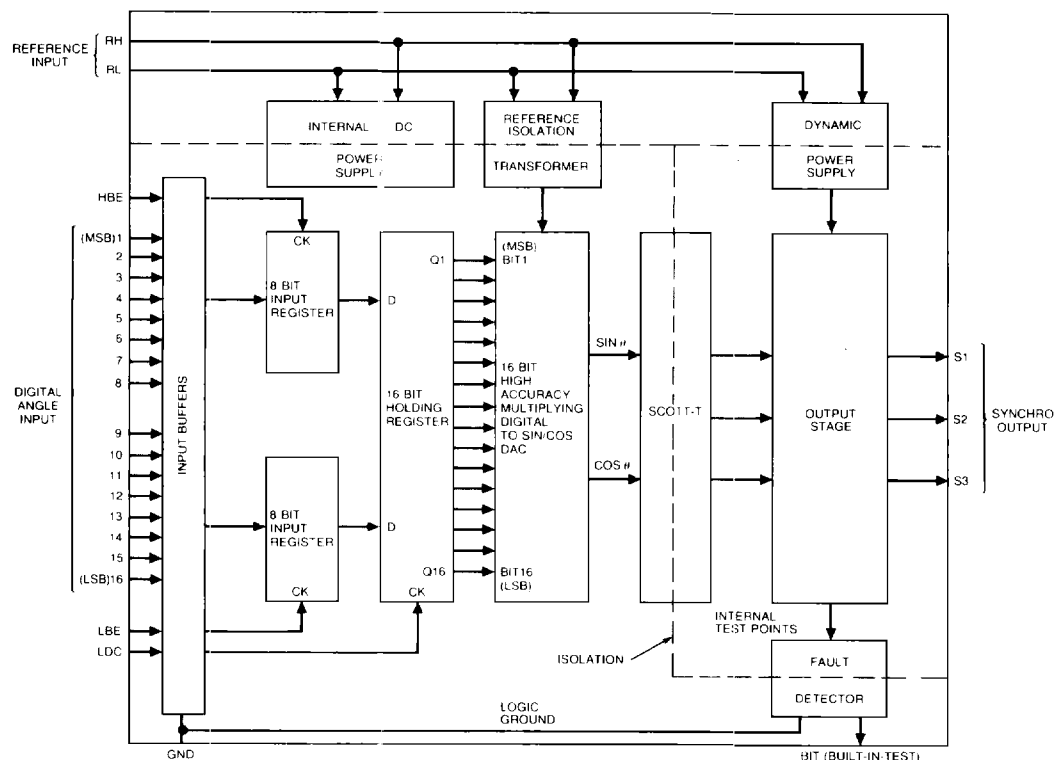 REFERENCE
INPUT
RH
RL
INTERNAL DC
POWER
SUPPLY
REFERENCE
ISOLATION
TRANSFORMER
DYNAMIC
POWER
SUPPLY
HBE
DIGITAL
ANGLE
INPUT
(MSB)1
2
3
4
5
6
7
8
9
10
11
12
13
14
15
(LSB)16
LBE
LDC
INPUT BUFFERS
CK
8 BIT
INPUT
REGISTER
8 BIT
INPUT
REGISTER
CK
Q1
D
16 BIT
HOLDING
REGISTER
D
Q16
CK
(MSB)
BIT1
16 BIT
HIGH
ACCURACY
MULTIPLYING
DIGITAL
TO SIN/COS
DAC
BIT16
(LSB)
SIN
COS
SCOTT-T
OUTPUT
STAGE
S1
S2
S3
SYNCHRO
OUTPUT
INTERNAL
TEST POINTS
ISOLATION
FAULT
DETECTOR
LOGIC
GROUND
GND
BIT (BUILT-IN-TEST)